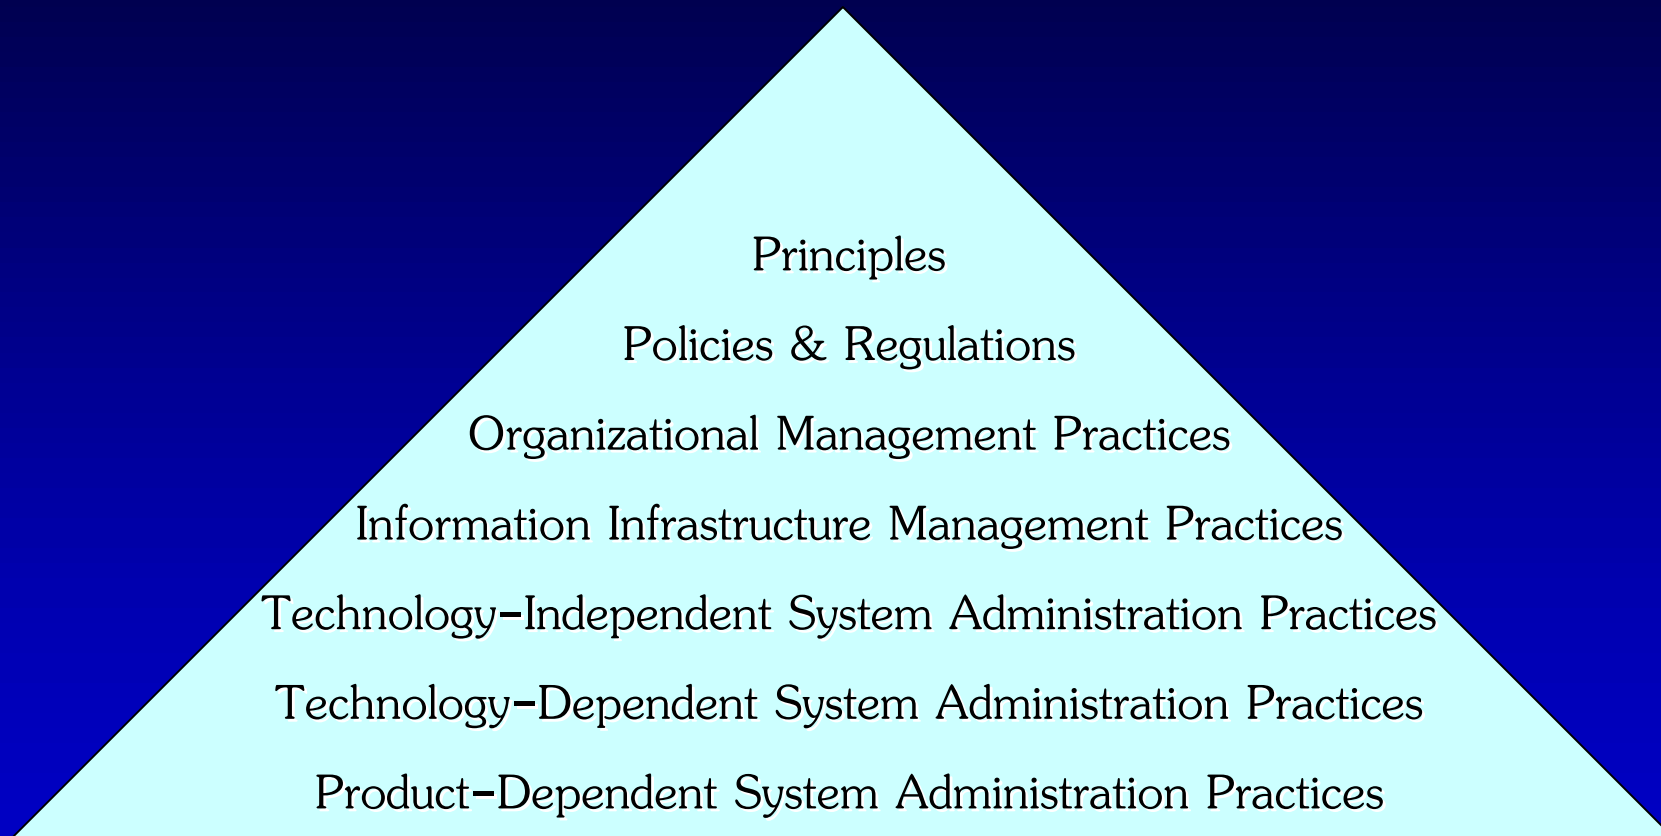 Principles
Policies & Regulations
Organizational Management Practices
Information Infrastructure Management Practices
Technology-Independent System Administration Practices
Technology-Dependent System Administration Practices
Product-Dependent System Administration Practices